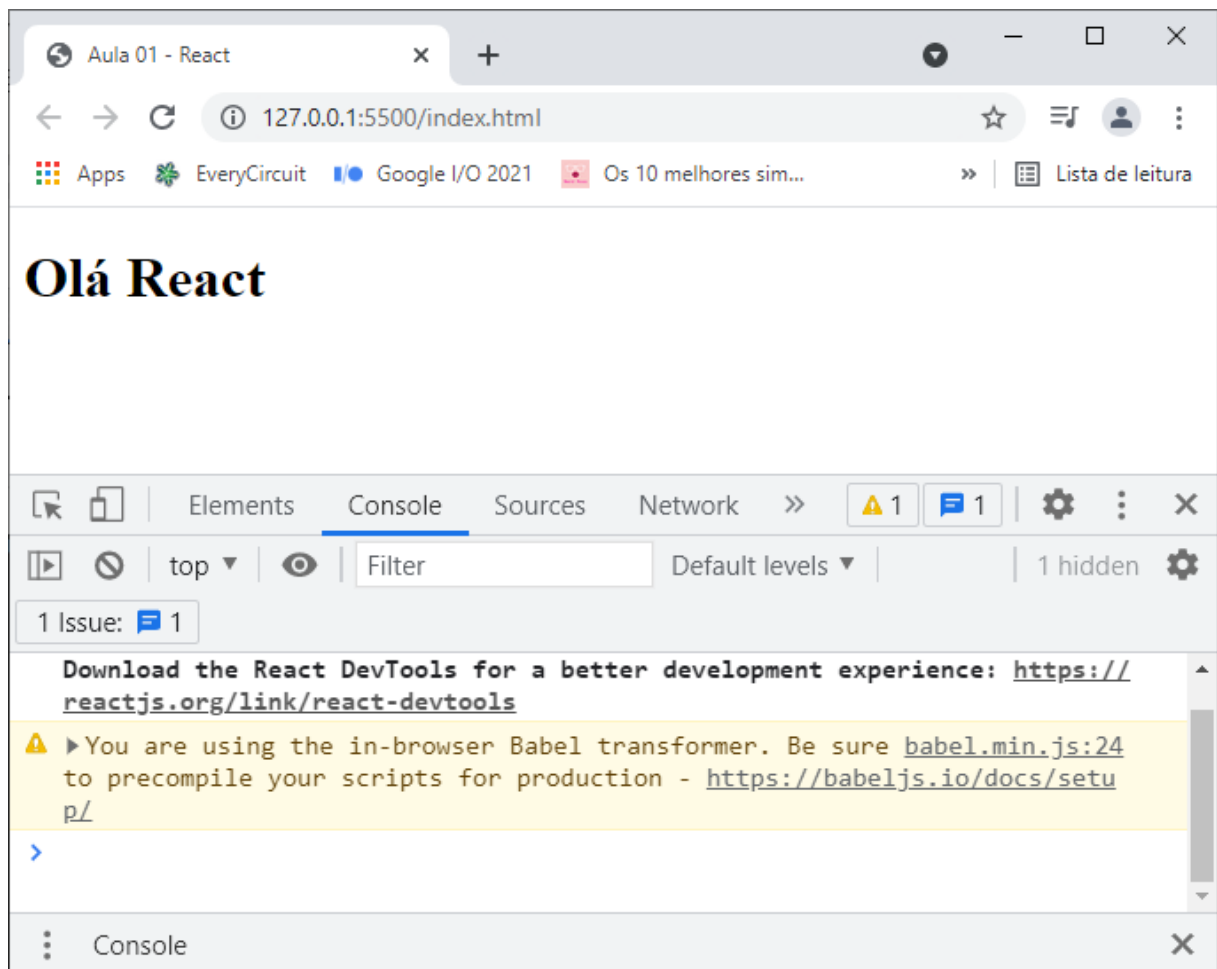 Aula 01 - React
127.0.0.1:5500/index.html
Apps EveryCircuit Google I/O 2021 Os 10 melhores sim... » Lista de leitura
Olá React
Elements Console Sources Network » 1 1
top Filter Default levels 1 hidden
1 Issue: 1
Download the React DevTools for a better development experience: https://
reactjs.org/link/react-devtools
You are using the in-browser Babel transformer. Be sure babel.min.js:24
to precompile your scripts for production - https://babeljs.io/docs/setu
p/
Console